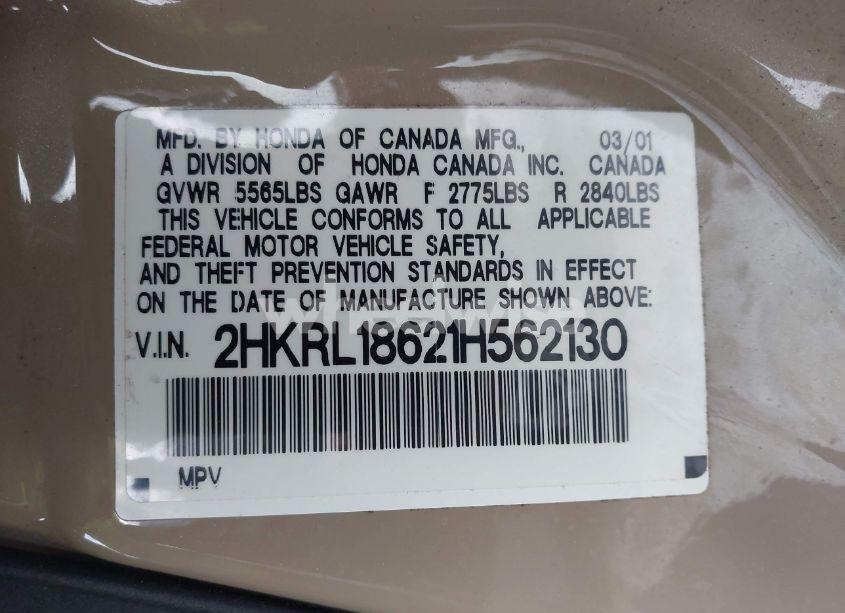 MFD. BY HONDA OF CANADA MFG., 03/01
A DIVISION OF HONDA CANADA INC. CANADA
GVWR 5565LBS GAWR F 2775LBS R 2840LBS
THIS VEHICLE CONFORMS TO ALL APPLICABLE
FEDERAL MOTOR VEHICLE SAFETY,
AND THEFT PREVENTION STANDARDS IN EFFECT
ON THE DATE OF MANUFACTURE SHOWN ABOVE:
V.I.N. 2HKRL18621H562130
MPV